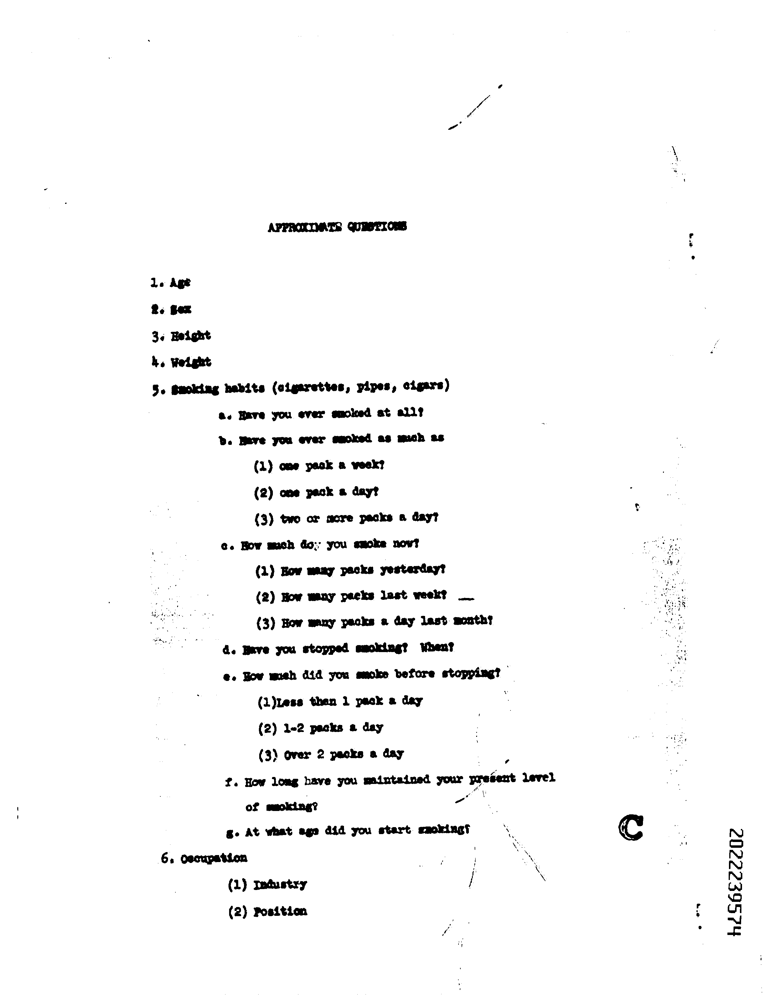 APPROXIMATE QUESTIONS
1. Age
2. Sex
3. Height
4. Weight
5. Smoking habits (cigarettes, pipes, cigars)
a. Have you ever smoked at all?
b. Have you ever smoked as much as
(1) one pack a week?
(2) one pack a day?
(3) two or more packs a day?
c. How much do you smoke now?
(1) How many packs yesterday?
(2) How many packs last week?
(3) How many packs a day last month?
d. Have you stopped smoking? When?
e. How much did you smoke before stopping?
(1)Less than 1 pack a day
(2) 1-2 packs a day
(3) Over 2 packs a day
f. How long have you maintained your present level
of smoking?
g. At what age did you start smoking?
6. Occupation
(1) Industry
(2) Position
C
2022239574